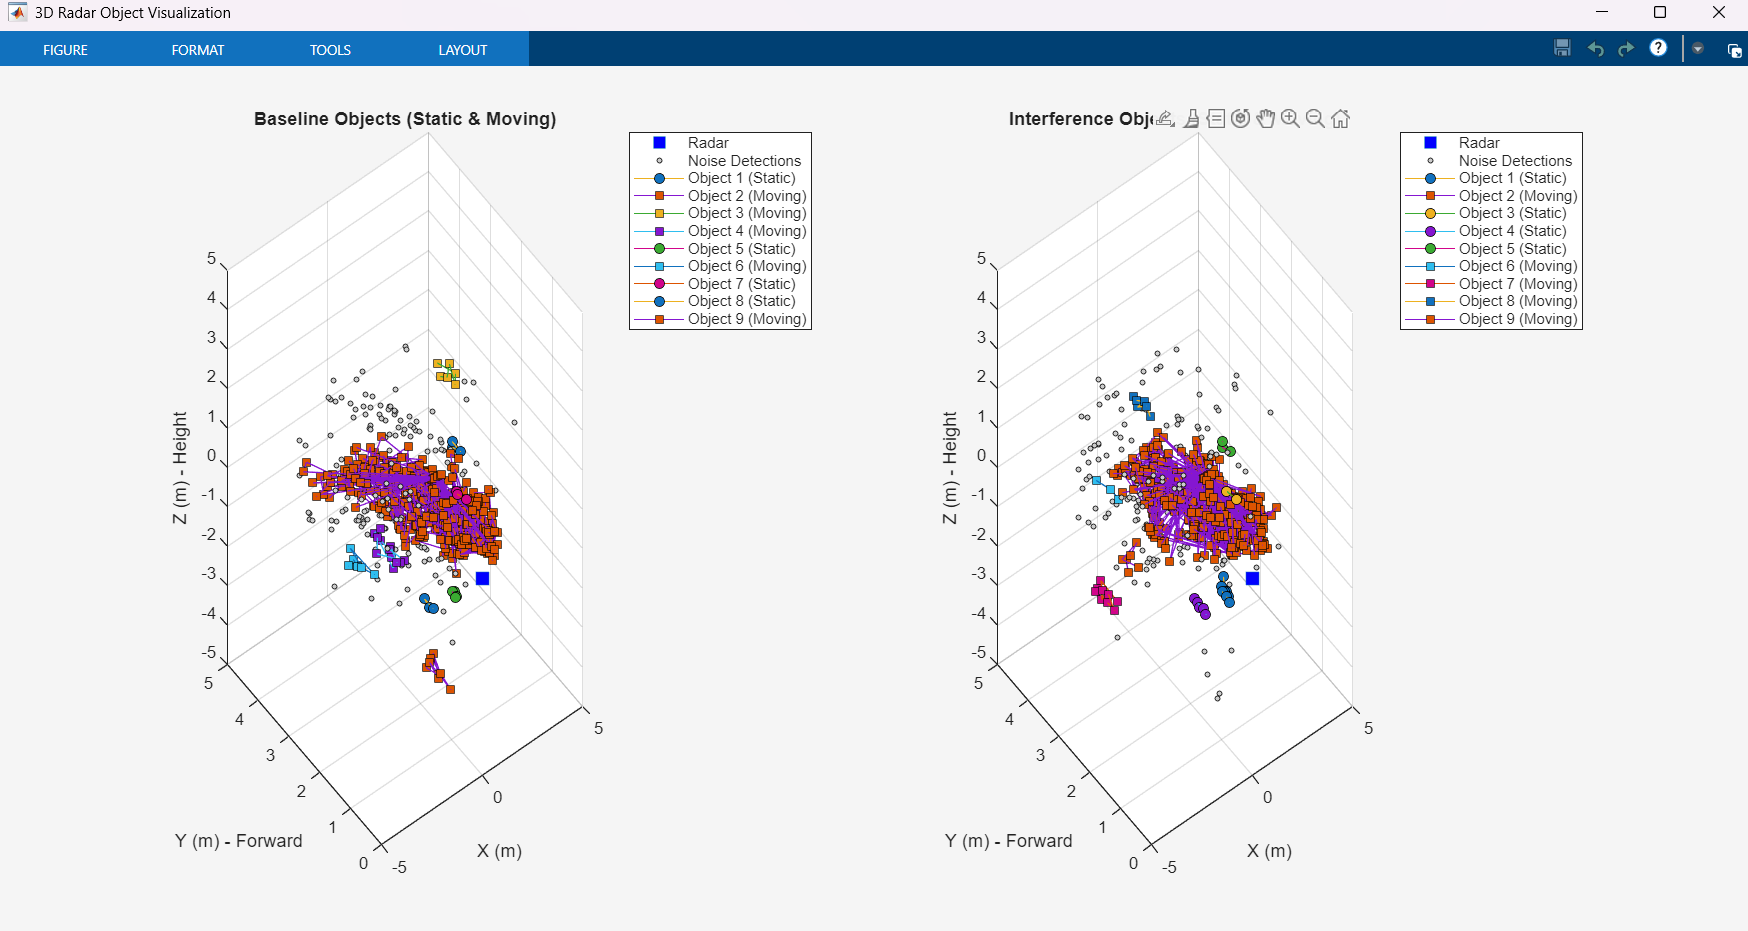 3D Radar Object Visualization
FIGURE FORMAT TOOLS LAYOUT
Baseline Objects (Static & Moving)
Radar
Noise Detections
Object 1 (Static)
Object 2 (Moving)
Object 3 (Moving)
Object 4 (Moving)
Object 5 (Static)
Object 6 (Moving)
Object 7 (Static)
Object 8 (Static)
Object 9 (Moving)
5
4
3
2
1
0
-1
-2
-3
-4
-5
Z (m) - Height
5
4
3
2
1
0
Y (m) - Forward
-5
0
5
X (m)
Interference Obje
Radar
Noise Detections
Object 1 (Static)
Object 2 (Moving)
Object 3 (Static)
Object 4 (Static)
Object 5 (Static)
Object 6 (Moving)
Object 7 (Moving)
Object 8 (Moving)
Object 9 (Moving)
5
4
3
2
1
0
-1
-2
-3
-4
-5
Z (m) - Height
5
4
3
2
1
0
Y (m) - Forward
-5
0
5
X (m)